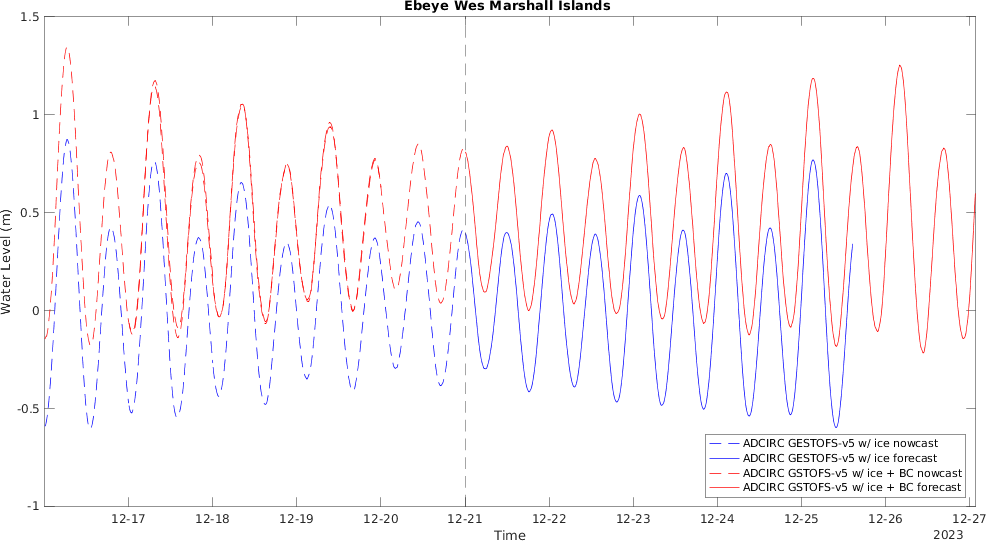 Ebeye Wes Marshall Islands
1.5
1
0.5
0
-0.5
-1
Water Level (m)
12-17 12-18 12-19 12-20 12-21 12-22 12-23 12-24 12-25 12-26 12-27
Time
2023
ADCIRC GESTOFS-v5 w/ ice nowcast
ADCIRC GESTOFS-v5 w/ ice forecast
ADCIRC GSTOFS-v5 w/ ice + BC nowcast
ADCIRC GSTOFS-v5 w/ ice + BC forecast